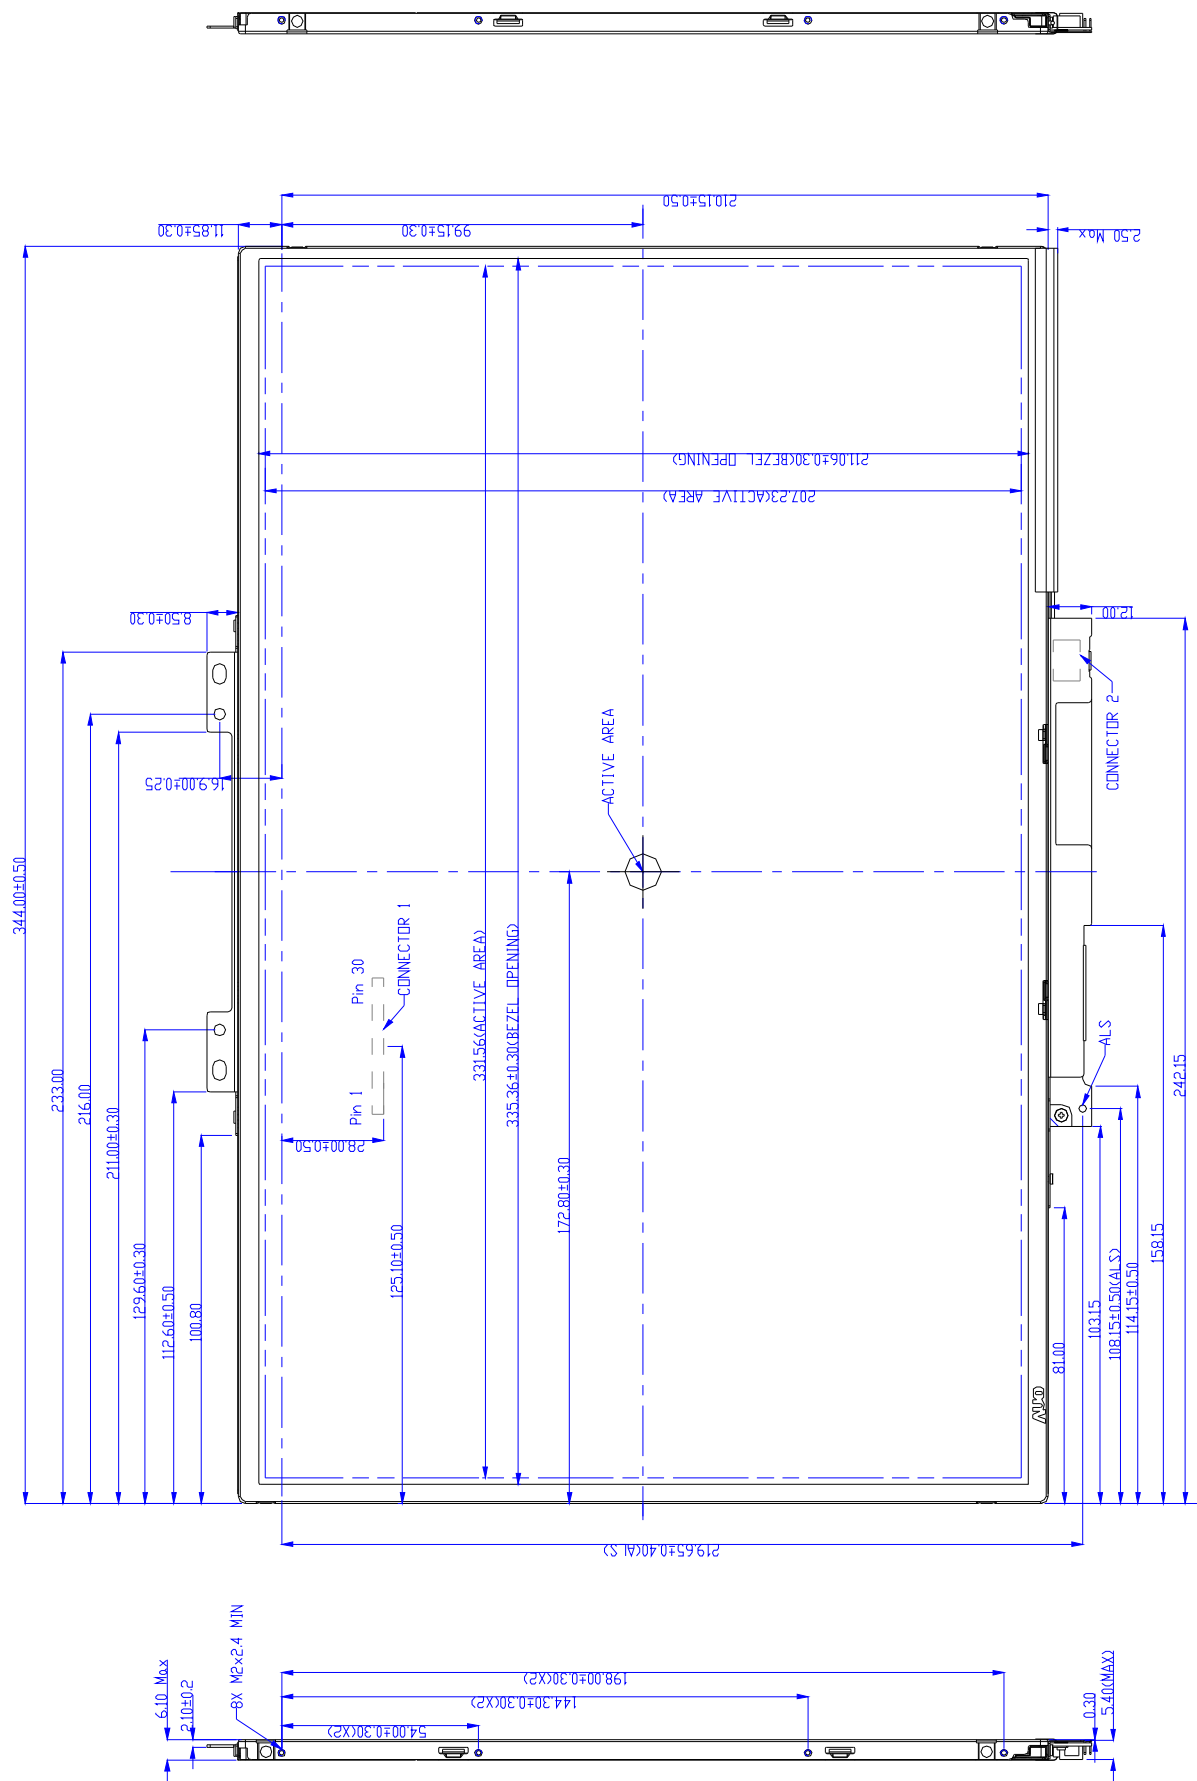 210.15±0.50
11.85±0.30
99.15±0.30
2.50 Max
211.06±0.30(BEZEL OPENING)
207.23(ACTIVE AREA)
8.50±0.30
12.00
CONNECTOR 2
ACTIVE AREA
16.9.00±0.25
344.00±0.50
233.00
216.00
211.00±0.30
129.60±0.30
112.60±0.50
100.80
CONNECTOR 1
Pin 30
Pin 1
28.00±0.50
331.56(ACTIVE AREA)
335.36±0.30(BEZEL OPENING)
125.10±0.50
172.80±0.30
ALS
242.15
158.15
114.15±0.50
108.15±0.50(ALS)
103.15
81.00
AUO
219.65±0.40(ALS)
8X M2x2.4 MIN
6.10 Max
2.10±0.2
198.00±0.30(X2)
144.30±0.30(X2)
54.00±0.30(X2)
0.30
5.40(MAX)